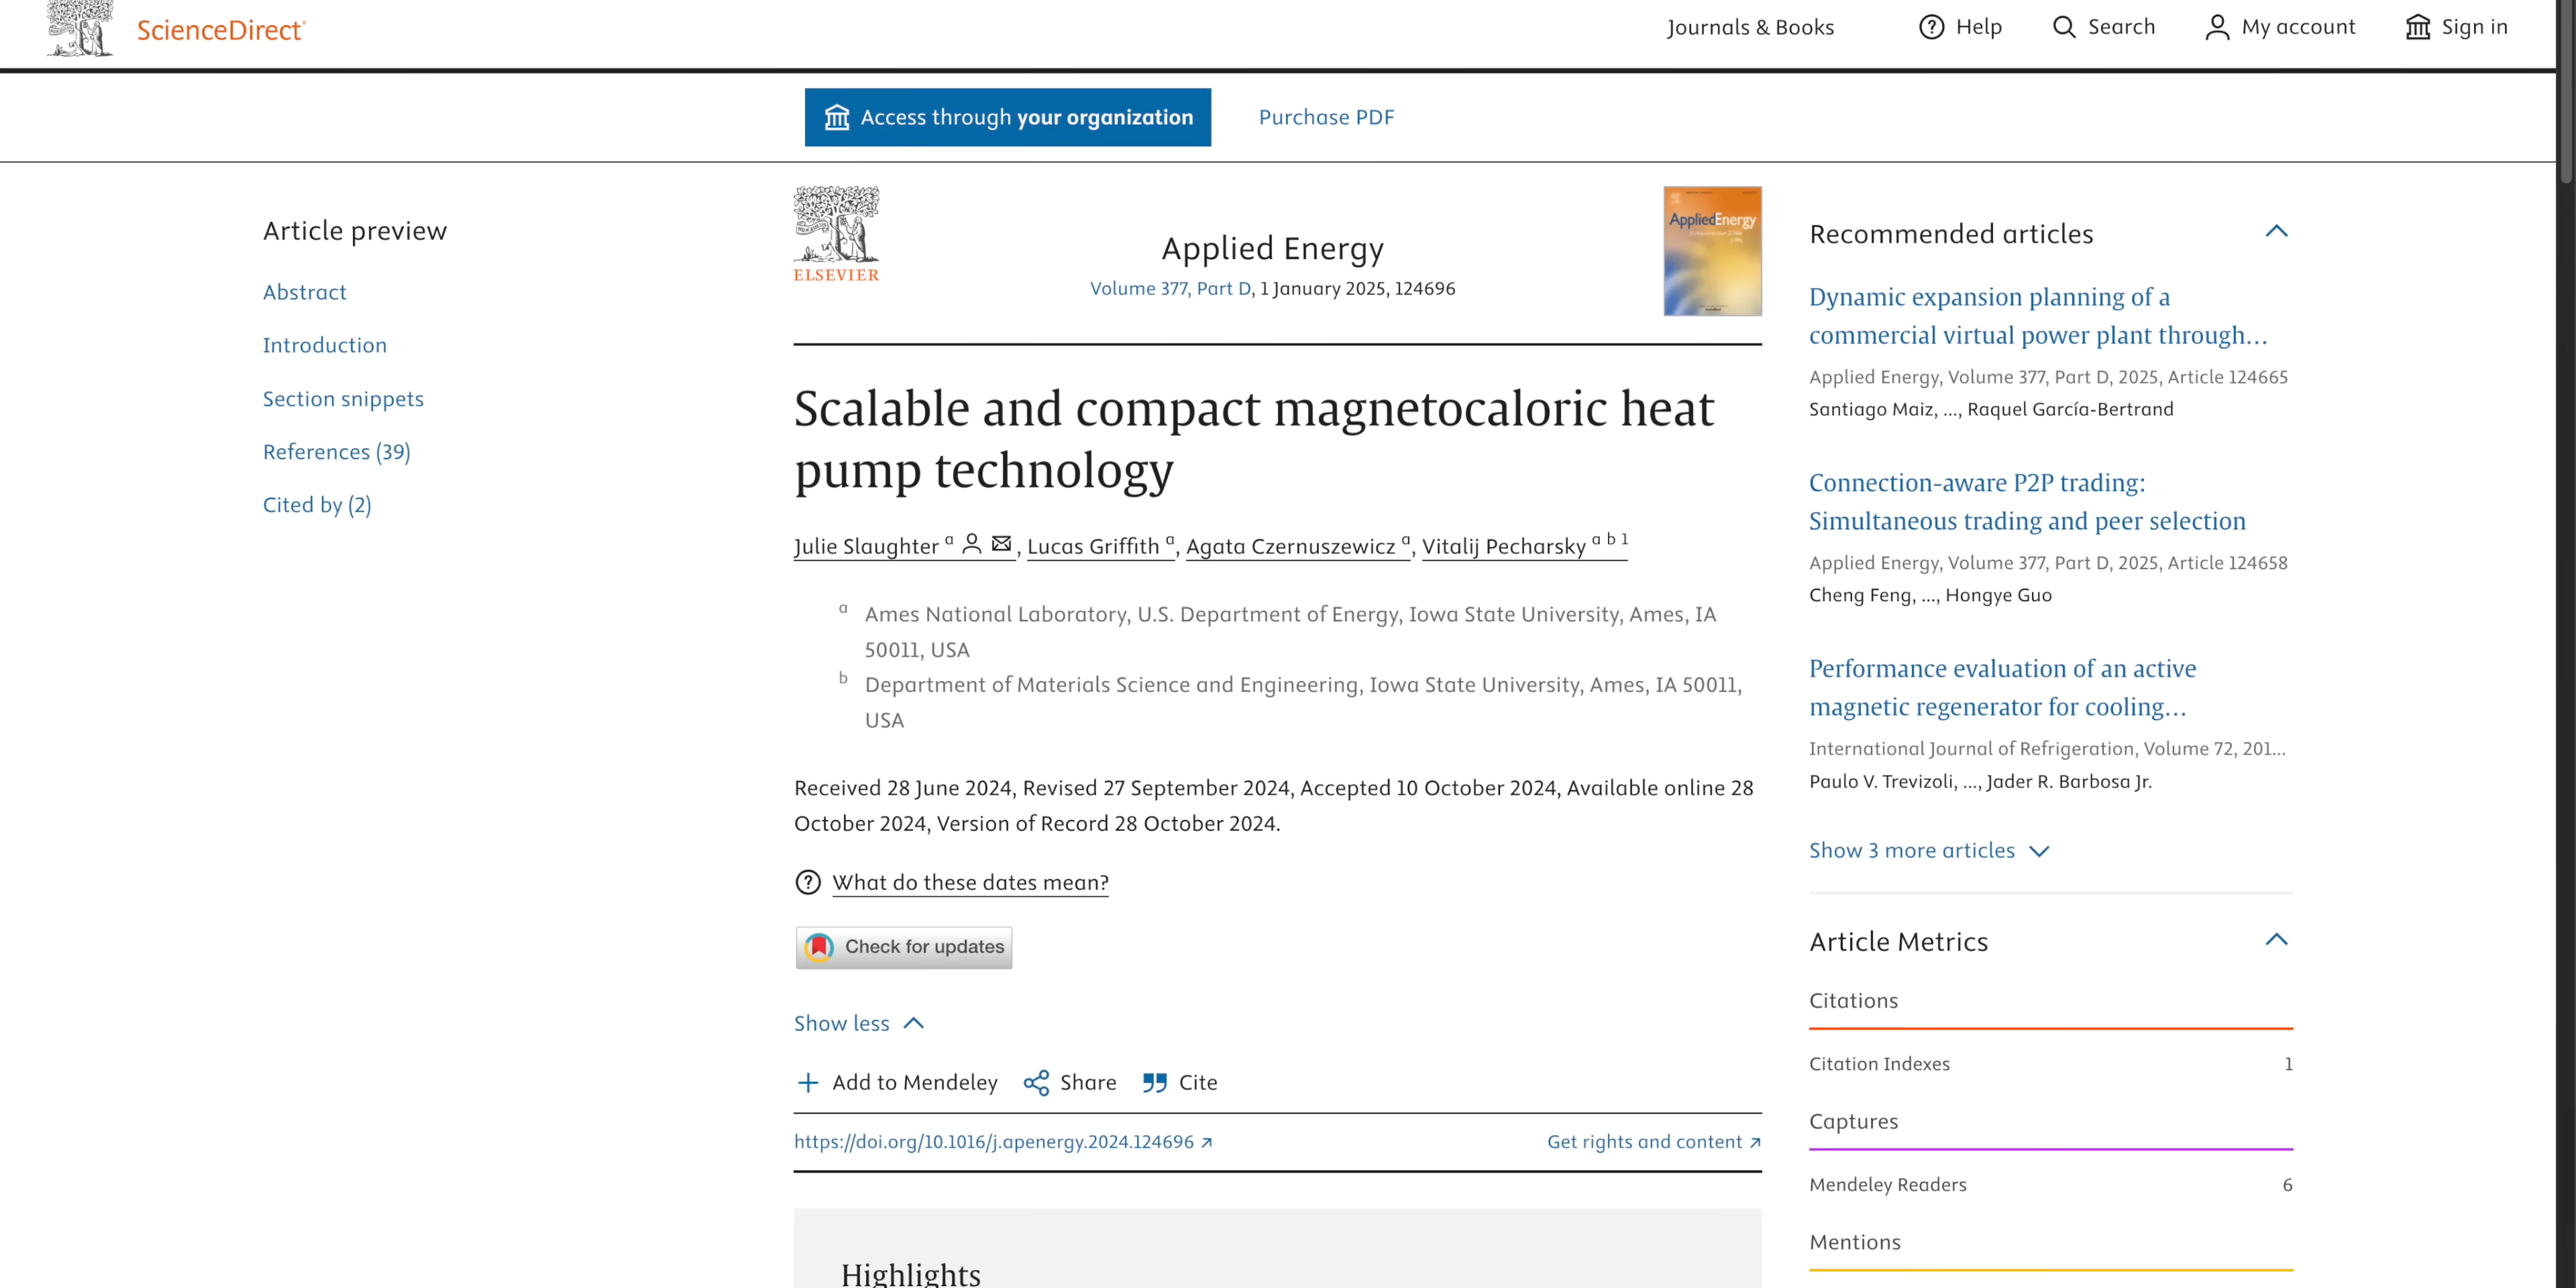 ScienceDirect®
Journals & Books
Help
Search
My account
Sign in
Access through your organization
Purchase PDF
Article preview
Abstract
Introduction
Section snippets
References (39)
Cited by (2)
ELSEVIER
Applied Energy
Volume 377, Part D, 1 January 2025, 124696
AppliedEnergy
Scalable and compact magnetocaloric heat
pump technology
Julie Slaughter a, Lucas Griffith a, Agata Czernuszewicz a, Vitalij Pecharsky a b 1
a Ames National Laboratory, U.S. Department of Energy, Iowa State University, Ames, IA
50011, USA
b Department of Materials Science and Engineering, Iowa State University, Ames, IA 50011,
USA
Received 28 June 2024, Revised 27 September 2024, Accepted 10 October 2024, Available online 28
October 2024, Version of Record 28 October 2024.
What do these dates mean?
Check for updates
Show less
Add to Mendeley
Share
Cite
https://doi.org/10.1016/j.apenergy.2024.124696
Get rights and content
Highlights
Recommended articles
Dynamic expansion planning of a
commercial virtual power plant through…
Applied Energy, Volume 377, Part D, 2025, Article 124665
Santiago Maiz, …, Raquel García-Bertrand
Connection-aware P2P trading:
Simultaneous trading and peer selection
Applied Energy, Volume 377, Part D, 2025, Article 124658
Cheng Feng, …, Hongye Guo
Performance evaluation of an active
magnetic regenerator for cooling…
International Journal of Refrigeration, Volume 72, 201…
Paulo V. Trevizoli, …, Jader R. Barbosa Jr.
Show 3 more articles
Article Metrics
Citations
Citation Indexes 1
Captures
Mendeley Readers 6
Mentions